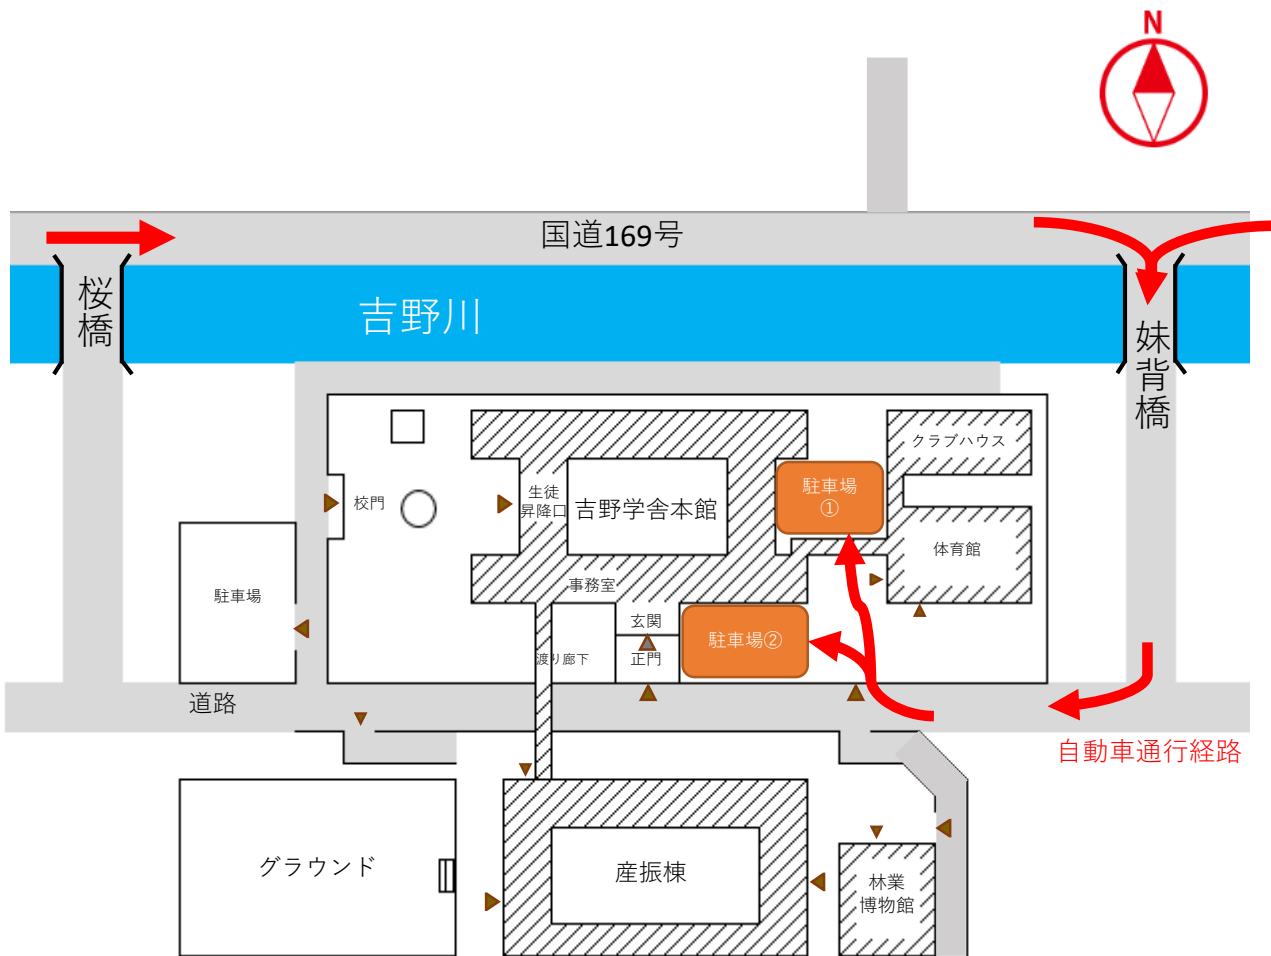 N
国道169号
桜橋
吉野川
妹背橋
クラブハウス
校門
生徒
昇降口
吉野学舎本館
駐車場
①
体育館
駐車場
事務室
玄関
渡り廊下
正門
駐車場②
道路
自動車通行経路
グラウンド
産振棟
林業
博物館